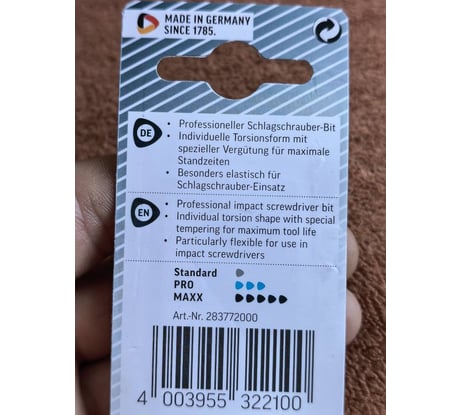 MADE IN GERMANY
SINCE 1785.
DE
• Professioneller Schlagschrauber-Bit
• Individuelle Torsionsform mit
spezieller Vergütung für maximale
Standzeiten
• Besonders elastisch für
Schlagschrauber-Einsatz
EN
• Professional impact screwdriver bit
• Individual torsion shape with special
tempering for maximum tool life
• Particularly flexible for use in
impact screwdrivers
Standard
PRO
MAXX
Art.-Nr. 283772000
4 003955 322100